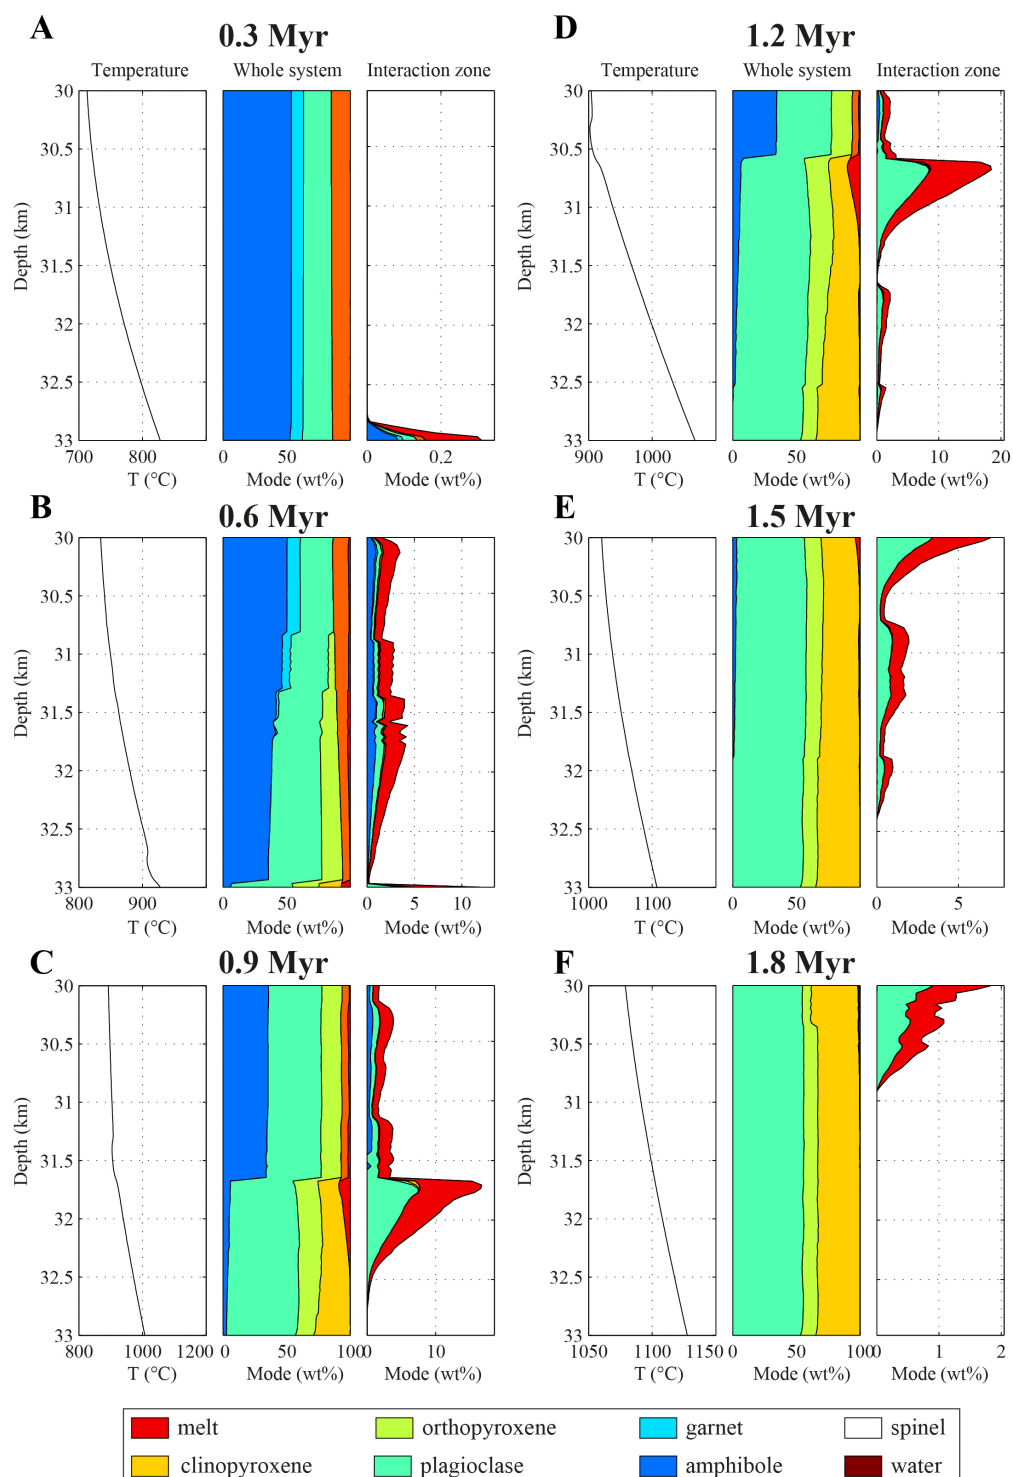 A
0.3 Myr
Temperature
Whole system
Interaction zone
30
30.5
31
31.5
32
32.5
33
Depth (km)
700 800
T (°C)
0 50
Mode (wt%)
0 0.2
Mode (wt%)
B
0.6 Myr
30
30.5
31
31.5
32
32.5
33
Depth (km)
800 900
T (°C)
0 50
Mode (wt%)
0 5 10
Mode (wt%)
C
0.9 Myr
30
30.5
31
31.5
32
32.5
33
Depth (km)
800 1000 1200
T (°C)
0 50 100
Mode (wt%)
0 10
Mode (wt%)
D
1.2 Myr
Temperature
Whole system
Interaction zone
30
30.5
31
31.5
32
32.5
33
Depth (km)
900 1000
T (°C)
0 50
Mode (wt%)
0 10 20
Mode (wt%)
E
1.5 Myr
30
30.5
31
31.5
32
32.5
33
Depth (km)
1000 1100
T (°C)
0 50
Mode (wt%)
0 5
Mode (wt%)
F
1.8 Myr
30
30.5
31
31.5
32
32.5
33
Depth (km)
1050 1100 1150
T (°C)
0 50 100
Mode (wt%)
0 1 2
Mode (wt%)
melt orthopyroxene garnet spinel
clinopyroxene plagioclase amphibole water